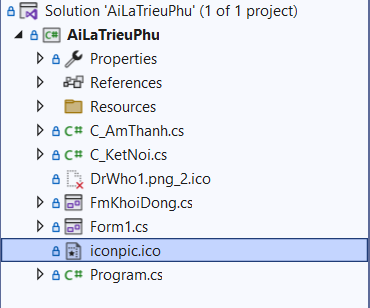 Solution 'AiLaTrieuPhu' (1 of 1 project)
AiLaTrieuPhu
Properties
References
Resources
C# C_AmThanh.cs
C# C_KetNoi.cs
DrWho1.png_2.ico
FmKhoiDong.cs
Form1.cs
iconpic.ico
C# Program.cs